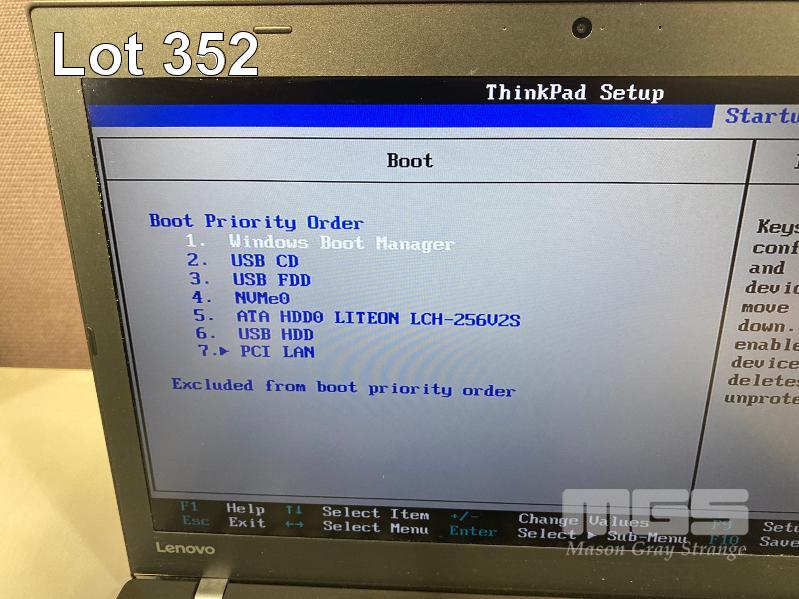 Lot 352
ThinkPad Setup
Startu
Boot
Boot Priority Order
1. Windows Boot Manager
2. USB CD
3. USB FDD
4. NVMe0
5. ATA HDD0 LITEON LCH-256V2S
6. USB HDD
7.▸ PCI LAN
Excluded from boot priority order
Keys
conf
and
devic
move
down.
enable
device
deletes
unprote
F1 Help ↑↓ Select Item +/- Change Values F9 Setu
Esc Exit ←→ Select Menu Enter Select ▸ Sub-Menu F10 Save
Lenovo
MGS
Mason Gray Strange